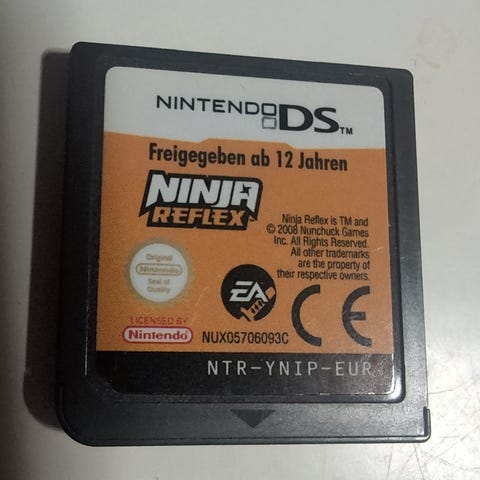 NINTENDO DS TM
Freigegeben ab 12 Jahren
NINJA
REFLEX
Ninja Reflex is TM and
© 2008 Nunchuck Games
Inc. All Rights Reserved.
All other trademarks
are the property of
their respective owners.
Original
Nintendo
Seal of
Quality
EA
CE
LICENSED BY
Nintendo
NUX05706093C
NTR-YNIP-EUR